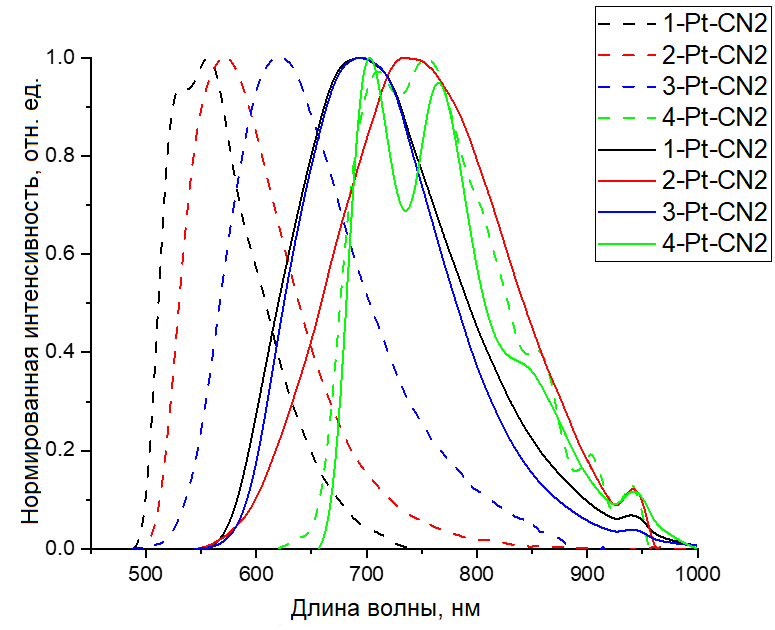 1-Pt-CN2
2-Pt-CN2
3-Pt-CN2
4-Pt-CN2
1-Pt-CN2
2-Pt-CN2
3-Pt-CN2
4-Pt-CN2
Нормированная интенсивность, отн. ед.
1.0
0.8
0.6
0.4
0.2
0.0
500 600 700 800 900 1000
Длина волны, нм